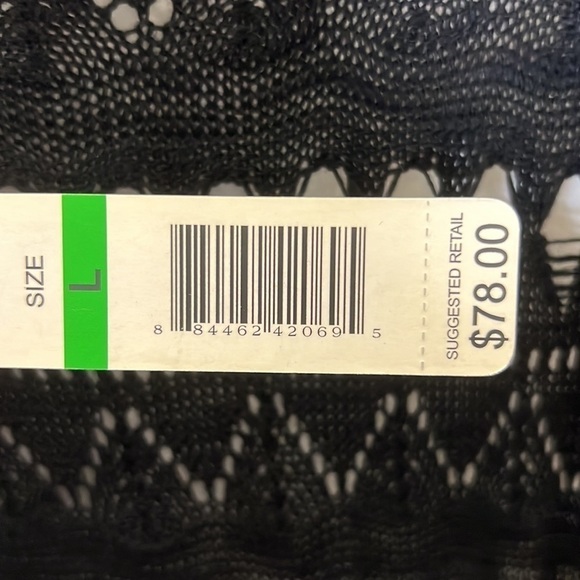 SIZE
L
8 84462 42069 5
SUGGESTED RETAIL
$78.00